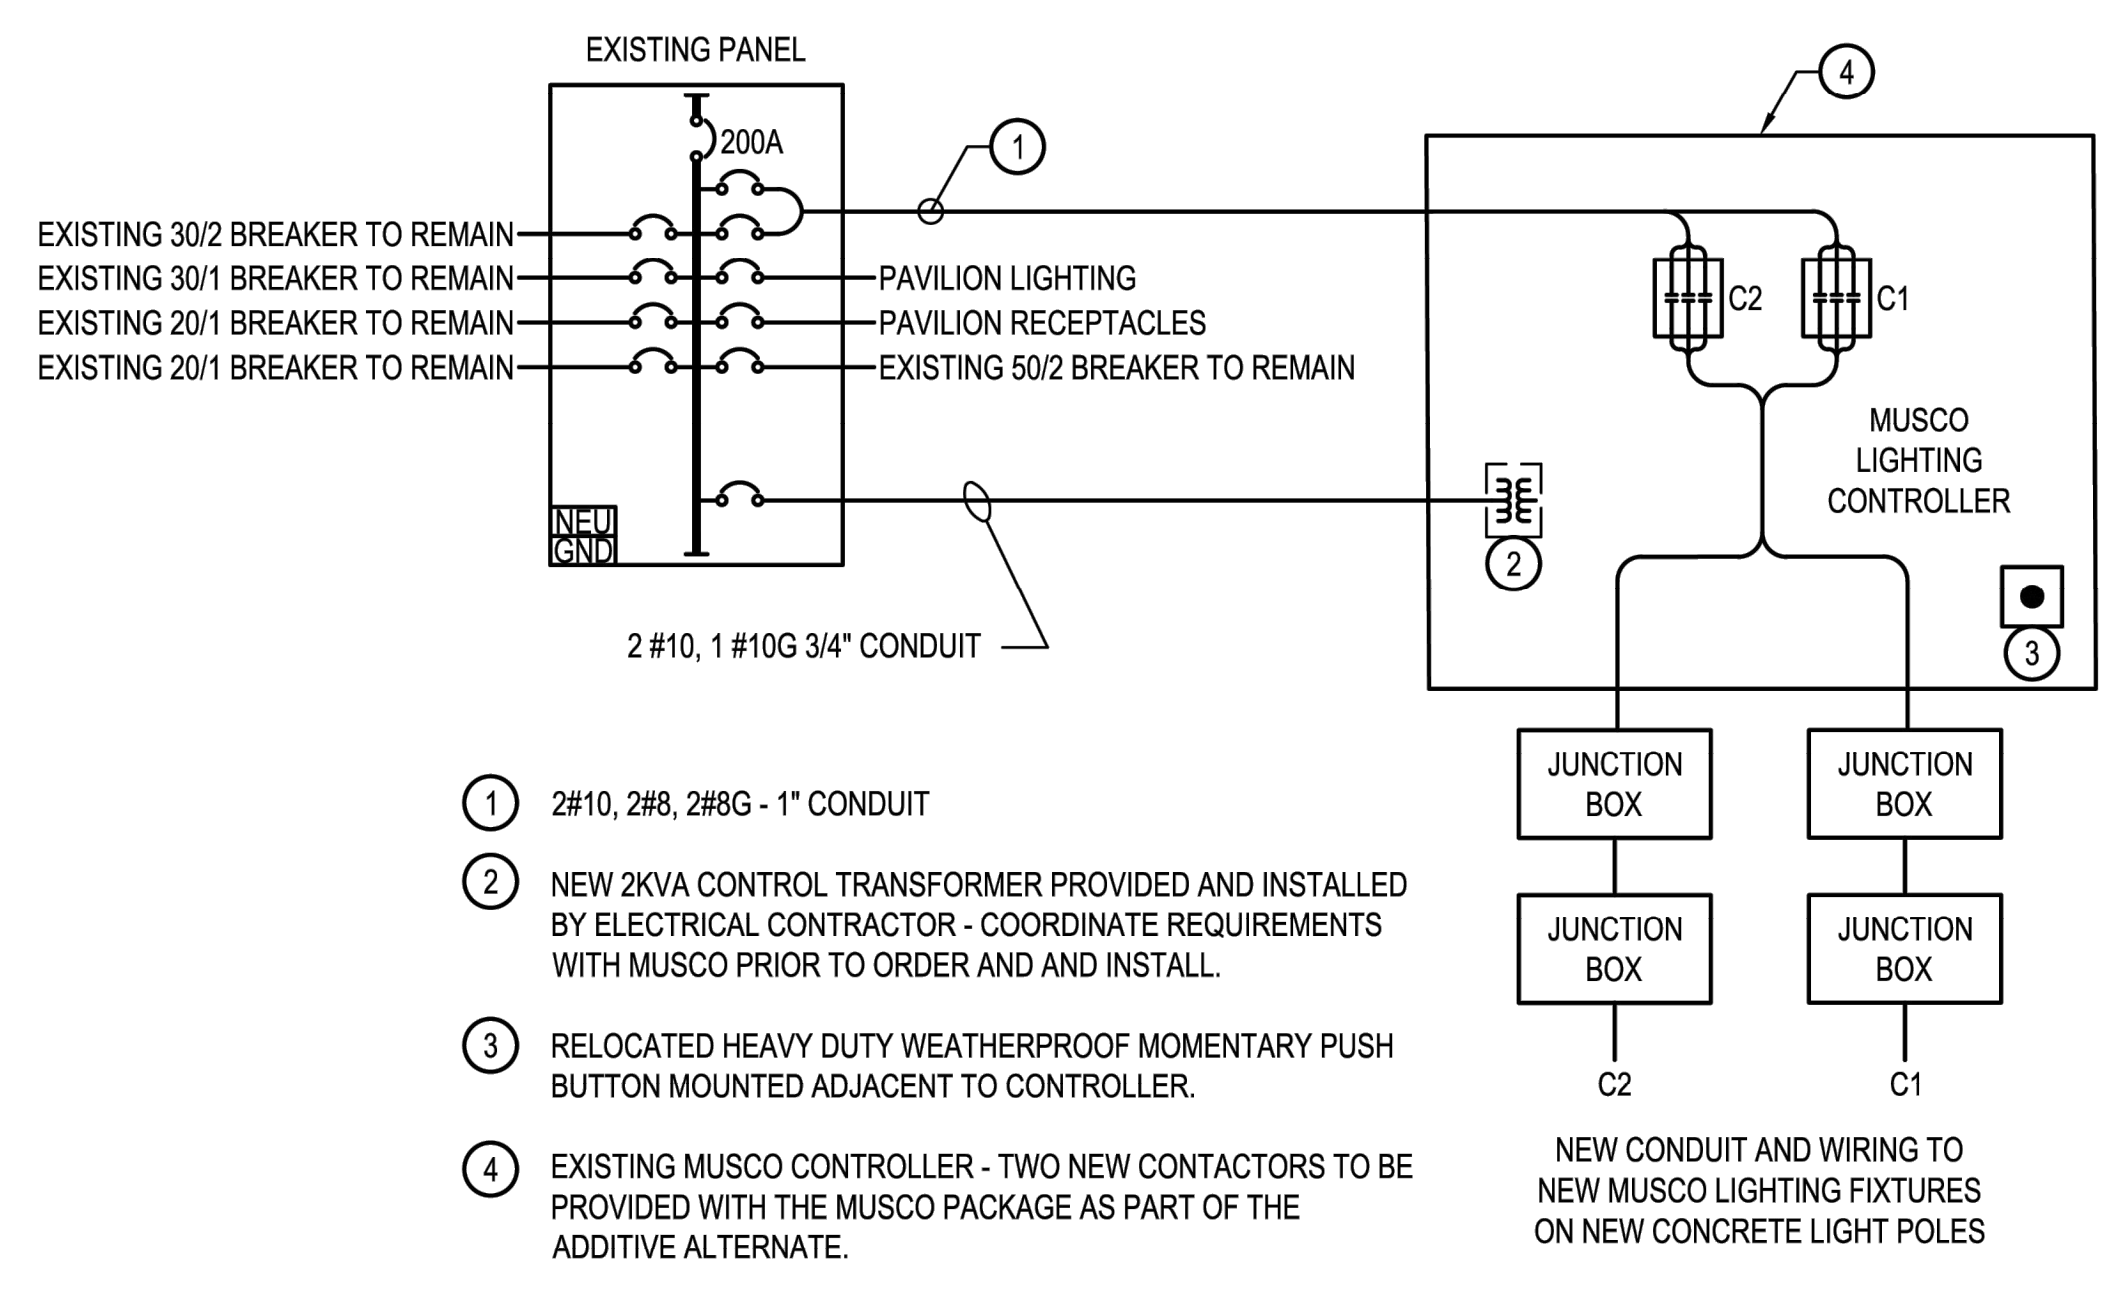 EXISTING PANEL
4
200A
1
EXISTING 30/2 BREAKER TO REMAIN
EXISTING 30/1 BREAKER TO REMAIN
PAVILION LIGHTING
C2
C1
EXISTING 20/1 BREAKER TO REMAIN
PAVILION RECEPTACLES
EXISTING 20/1 BREAKER TO REMAIN
EXISTING 50/2 BREAKER TO REMAIN
MUSCO
LIGHTING
CONTROLLER
NEU
GND
2
3
2 #10, 1 #10G 3/4" CONDUIT
JUNCTION
BOX
JUNCTION
BOX
JUNCTION
BOX
JUNCTION
BOX
C2
C1
NEW CONDUIT AND WIRING TO
NEW MUSCO LIGHTING FIXTURES
ON NEW CONCRETE LIGHT POLES
1 2#10, 2#8, 2#8G - 1" CONDUIT
2 NEW 2KVA CONTROL TRANSFORMER PROVIDED AND INSTALLED
BY ELECTRICAL CONTRACTOR - COORDINATE REQUIREMENTS
WITH MUSCO PRIOR TO ORDER AND AND INSTALL.
3 RELOCATED HEAVY DUTY WEATHERPROOF MOMENTARY PUSH
BUTTON MOUNTED ADJACENT TO CONTROLLER.
4 EXISTING MUSCO CONTROLLER - TWO NEW CONTACTORS TO BE
PROVIDED WITH THE MUSCO PACKAGE AS PART OF THE
ADDITIVE ALTERNATE.